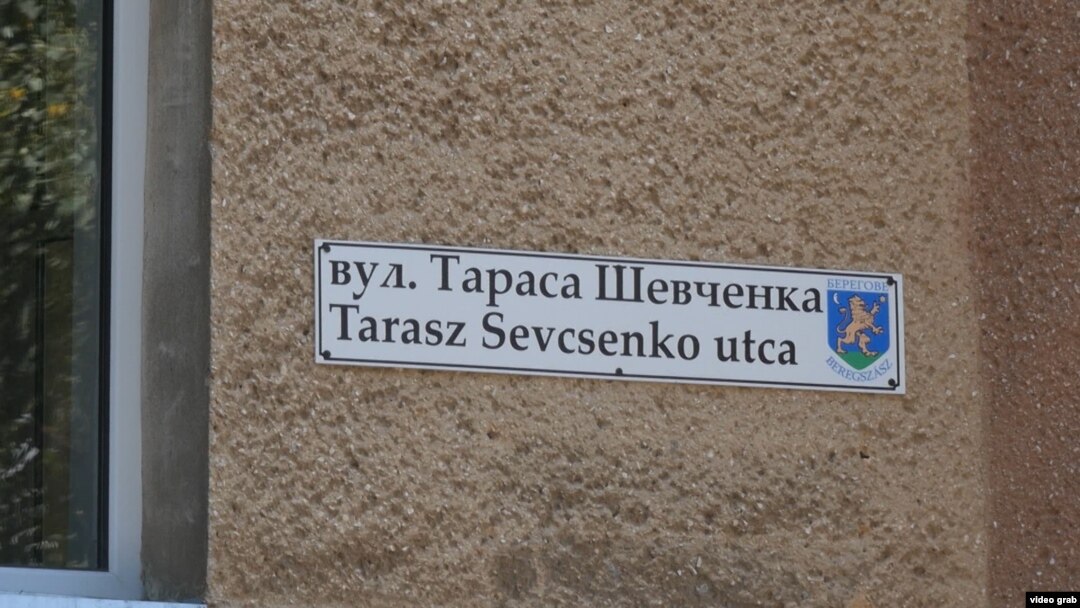 вул. Тараса Шевченка
Tarasz Sevcsenko utca
БЕРЕГОВЕ
BEREGSZÁSZ
video grab